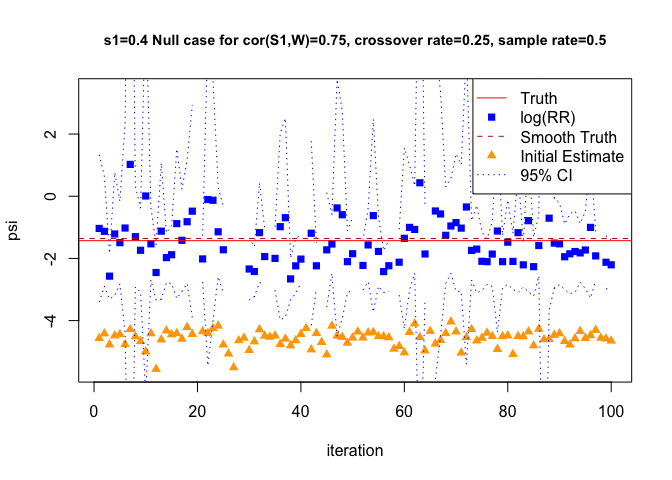 s1=0.4 Null case for cor(S1,W)=0.75, crossover rate=0.25, sample rate=0.5
Truth
log(RR)
Smooth Truth
Initial Estimate
95% CI
psi
2
0
-2
-4
0
20
40
60
80
100
iteration